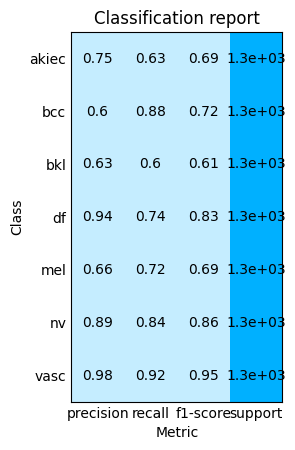 Classification report
akiec 0.75 0.63 0.69 1.3e+03
bcc 0.6 0.88 0.72 1.3e+03
bkl 0.63 0.6 0.61 1.3e+03
df 0.94 0.74 0.83 1.3e+03
mel 0.66 0.72 0.69 1.3e+03
nv 0.89 0.84 0.86 1.3e+03
vasc 0.98 0.92 0.95 1.3e+03
Class
precision recall f1-score support
Metric